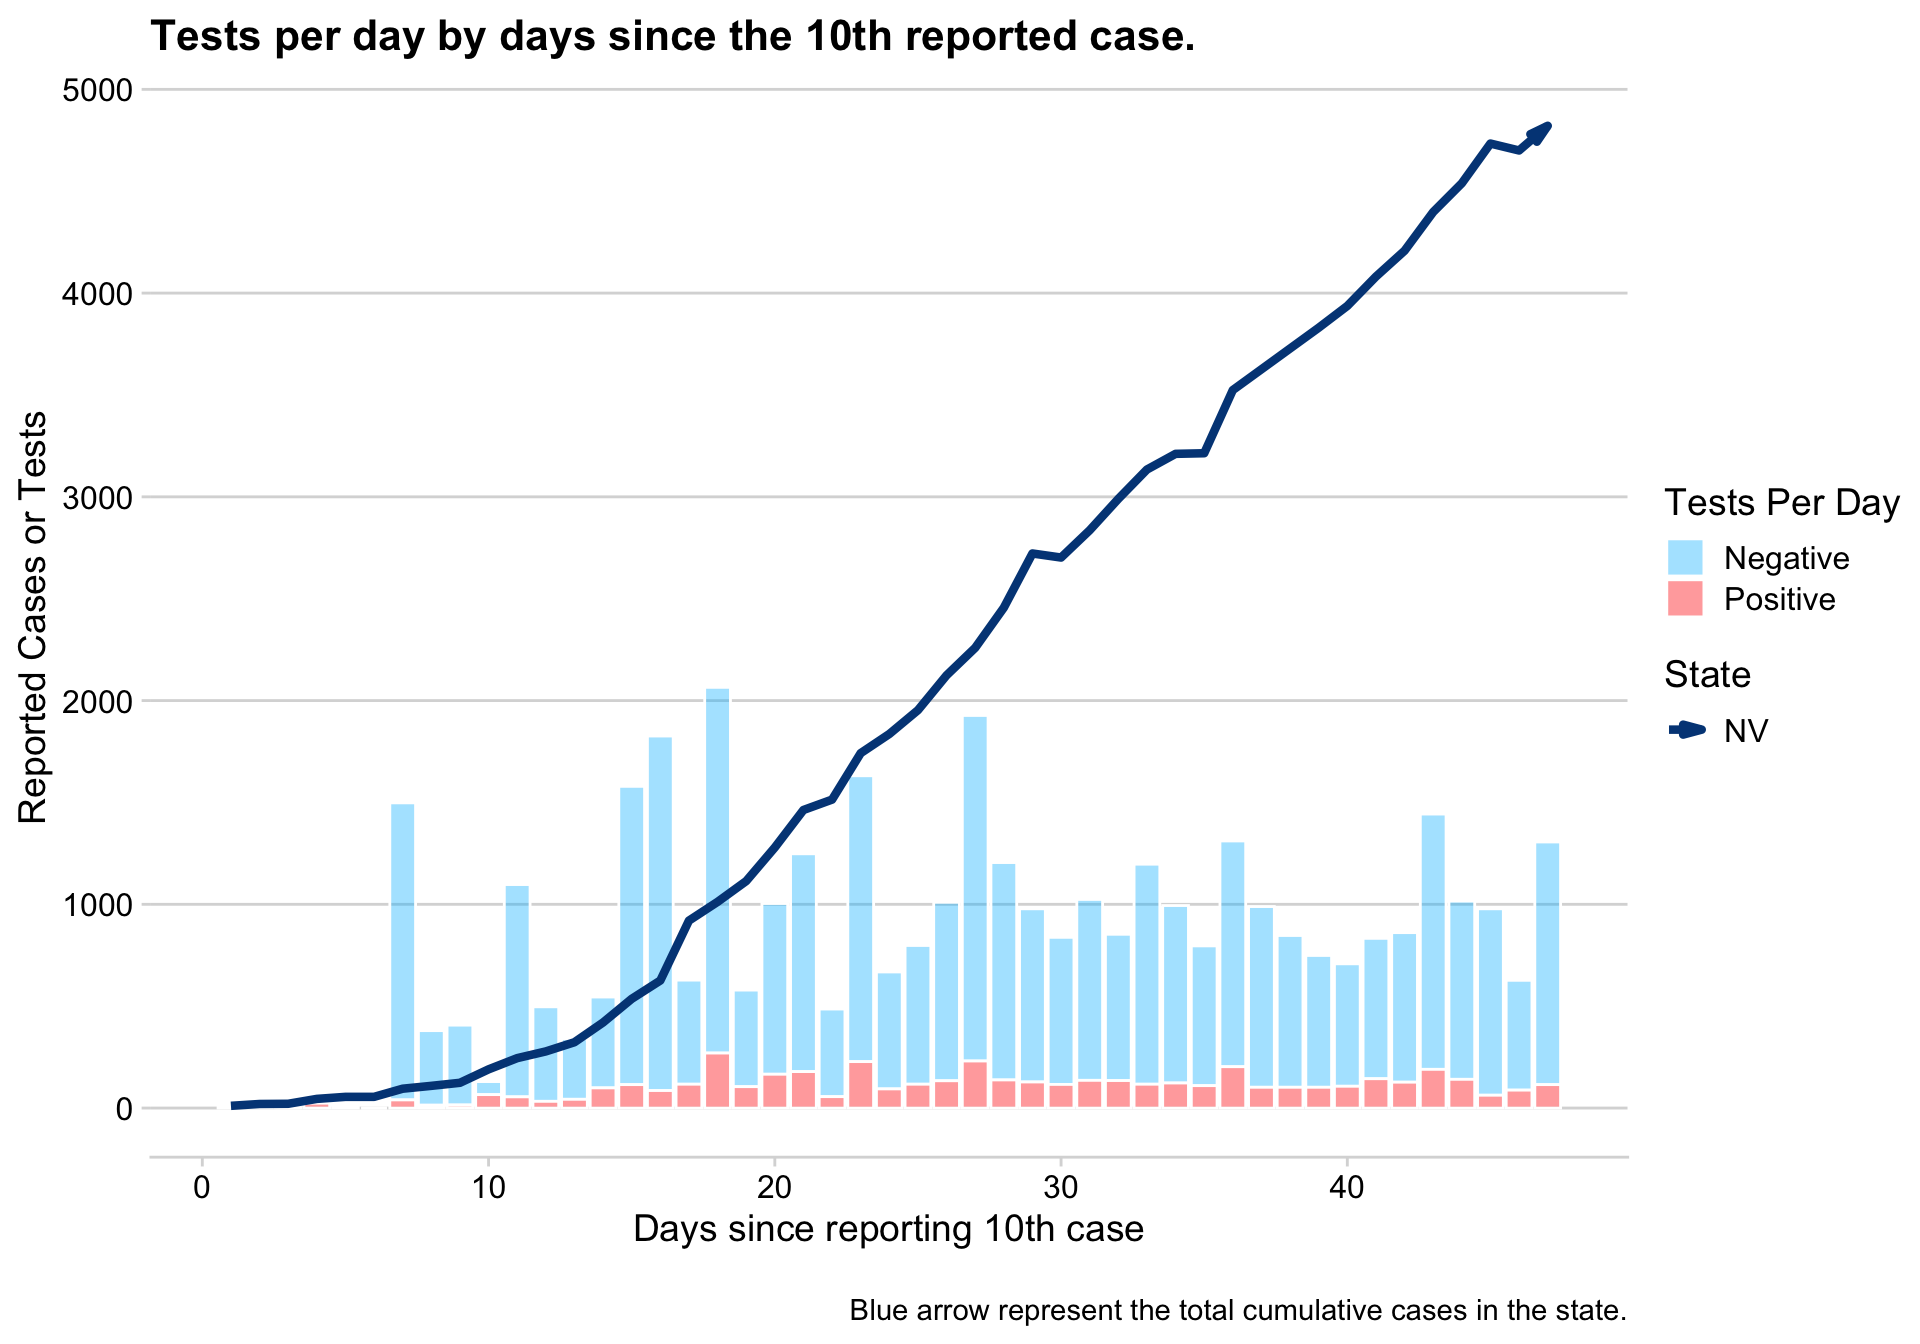 Tests per day by days since the 10th reported case.
5000
4000
3000
2000
1000
0
Reported Cases or Tests
0 10 20 30 40
Days since reporting 10th case
Tests Per Day
Negative
Positive
State
NV
Blue arrow represent the total cumulative cases in the state.